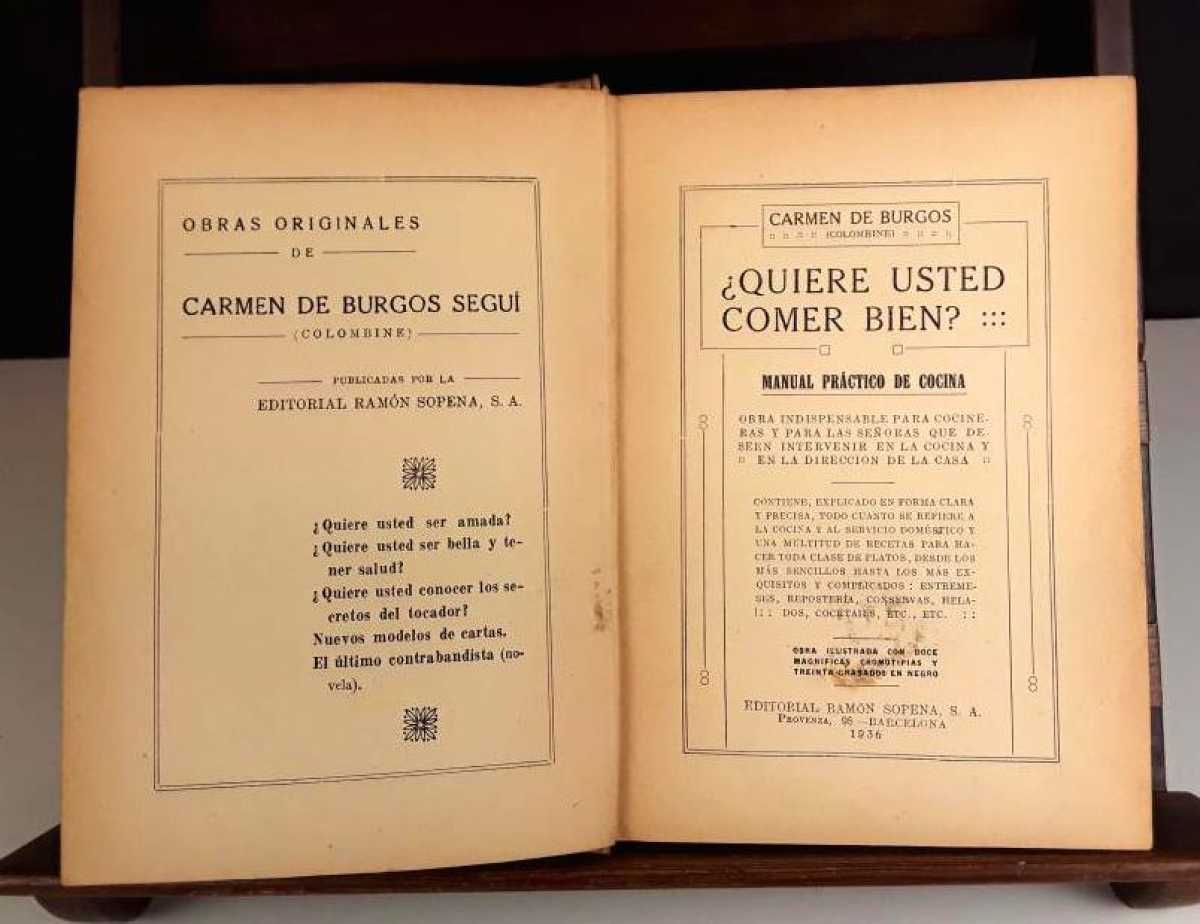 OBRAS ORIGINALES
DE
CARMEN DE BURGOS SEGUÍ
(COLOMBINE)
PUBLICADAS POR LA
EDITORIAL RAMÓN SOPENA, S. A.
¿Quiere usted ser amada?
¿Quiere usted ser bella y te-
ner salud?
¿Quiere usted conocer los se-
cretos del tocador?
Nuevos modelos de cartas.
El último contrabandista (no-
vela).
CARMEN DE BURGOS
(COLOMBINE)
¿QUIERE USTED
COMER BIEN? :::
MANUAL PRÁCTICO DE COCINA
OBRA INDISPENSABLE PARA COCINE-
RAS Y PARA LAS SEÑORAS QUE DE-
SEEN INTERVENIR EN LA COCINA Y
EN LA DIRECCION DE LA CASA
CONTIENE, EXPLICADO EN FORMA CLARA
Y PRECISA, TODO CUANTO SE REFIERE A
LA COCINA Y AL SERVICIO DOMÉSTICO Y
UNA MULTITUD DE RECETAS PARA HA-
CER TODA CLASE DE PLATOS, DESDE LOS
MÁS SENCILLOS HASTA LOS MÁS EX-
QUISITOS Y COMPLICADOS : ENTREME-
SES, REPOSTERÍA, CONSERVAS, HELA-
:: DOS, COCKTAILS, ETC., ETC. ::
OBRA ILUSTRADA CON DOCE
MAGNÍFICAS CROMOTIPIAS Y
TREINTA GRABADOS EN NEGRO
EDITORIAL RAMÓN SOPENA, S. A.
PROVENZA, 95 — BARCELONA
1936